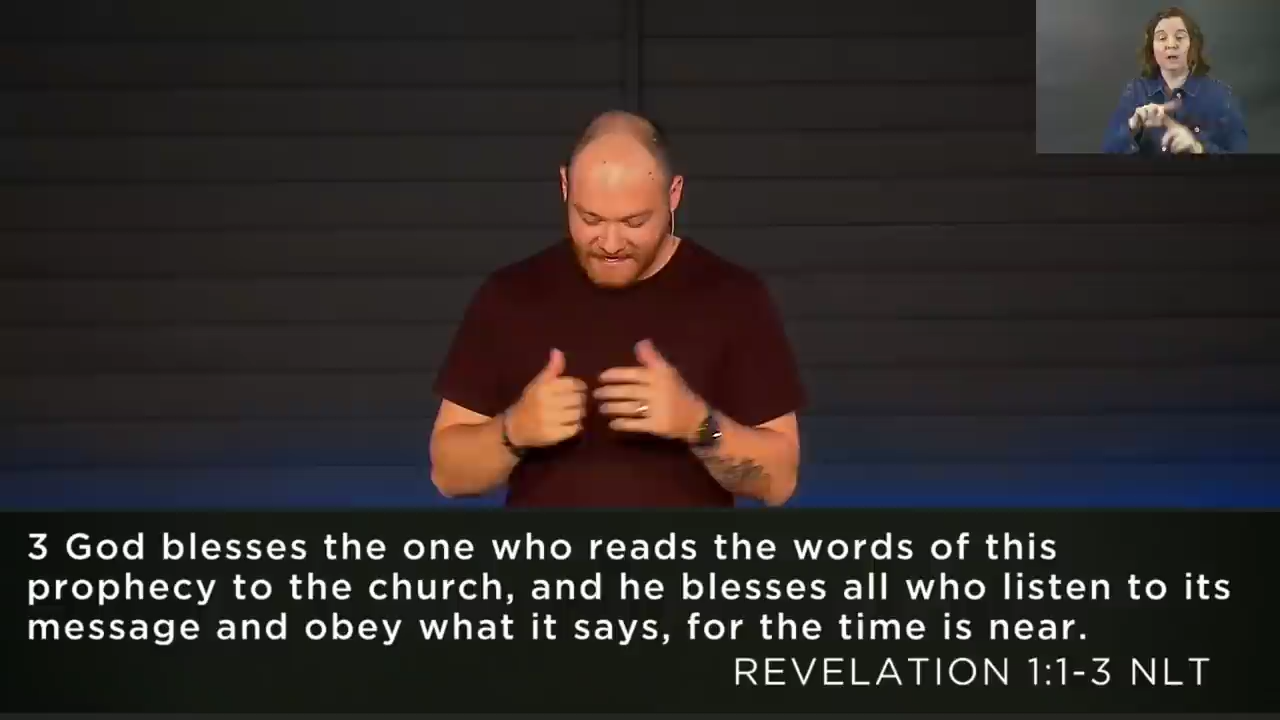 3 God blesses the one who reads the words of this
prophecy to the church, and he blesses all who listen to its
message and obey what it says, for the time is near.
REVELATION 1:1-3 NLT